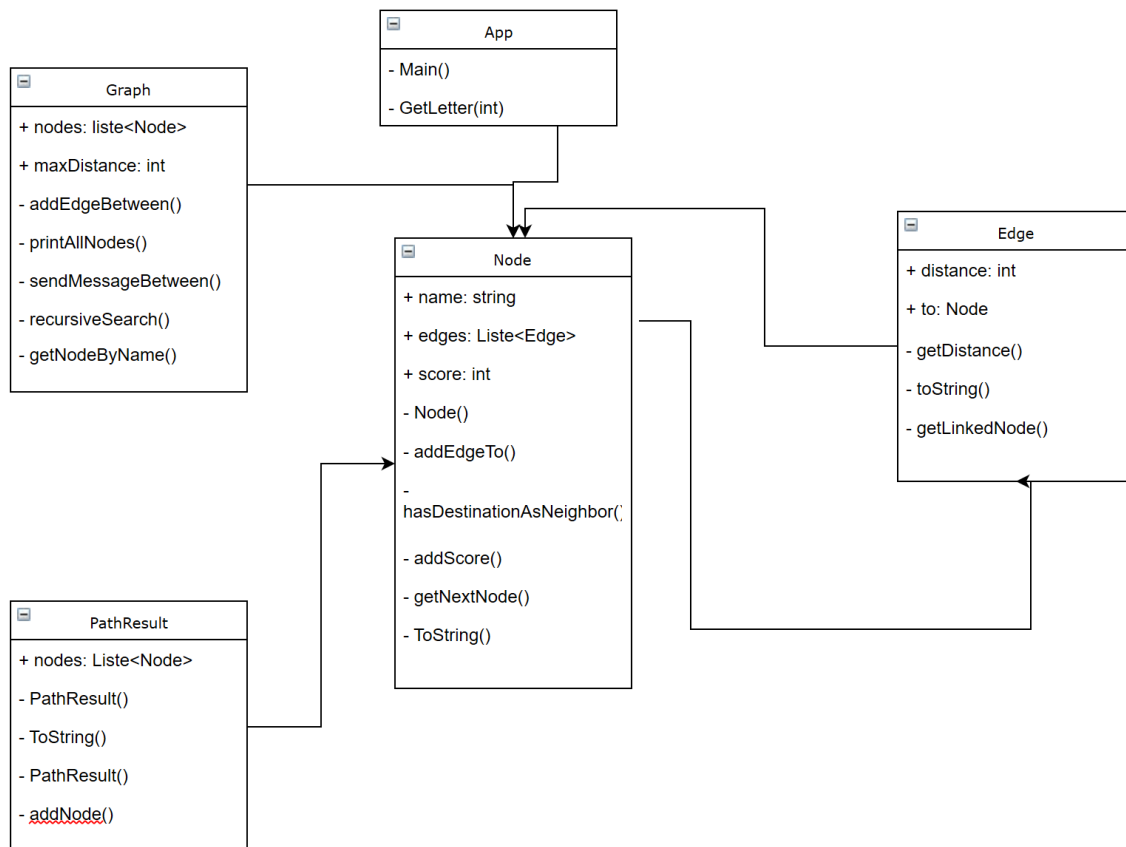 App
- Main()
- GetLetter(int)
Graph
+ nodes: liste<Node>
+ maxDistance: int
- addEdgeBetween()
- printAllNodes()
- sendMessageBetween()
- recursiveSearch()
- getNodeByName()
Node
+ name: string
+ edges: Liste<Edge>
+ score: int
- Node()
- addEdgeTo()
-
hasDestinationAsNeighbor()
- addScore()
- getNextNode()
- ToString()
Edge
+ distance: int
+ to: Node
- getDistance()
- toString()
- getLinkedNode()
PathResult
+ nodes: Liste<Node>
- PathResult()
- ToString()
- PathResult()
- addNode()